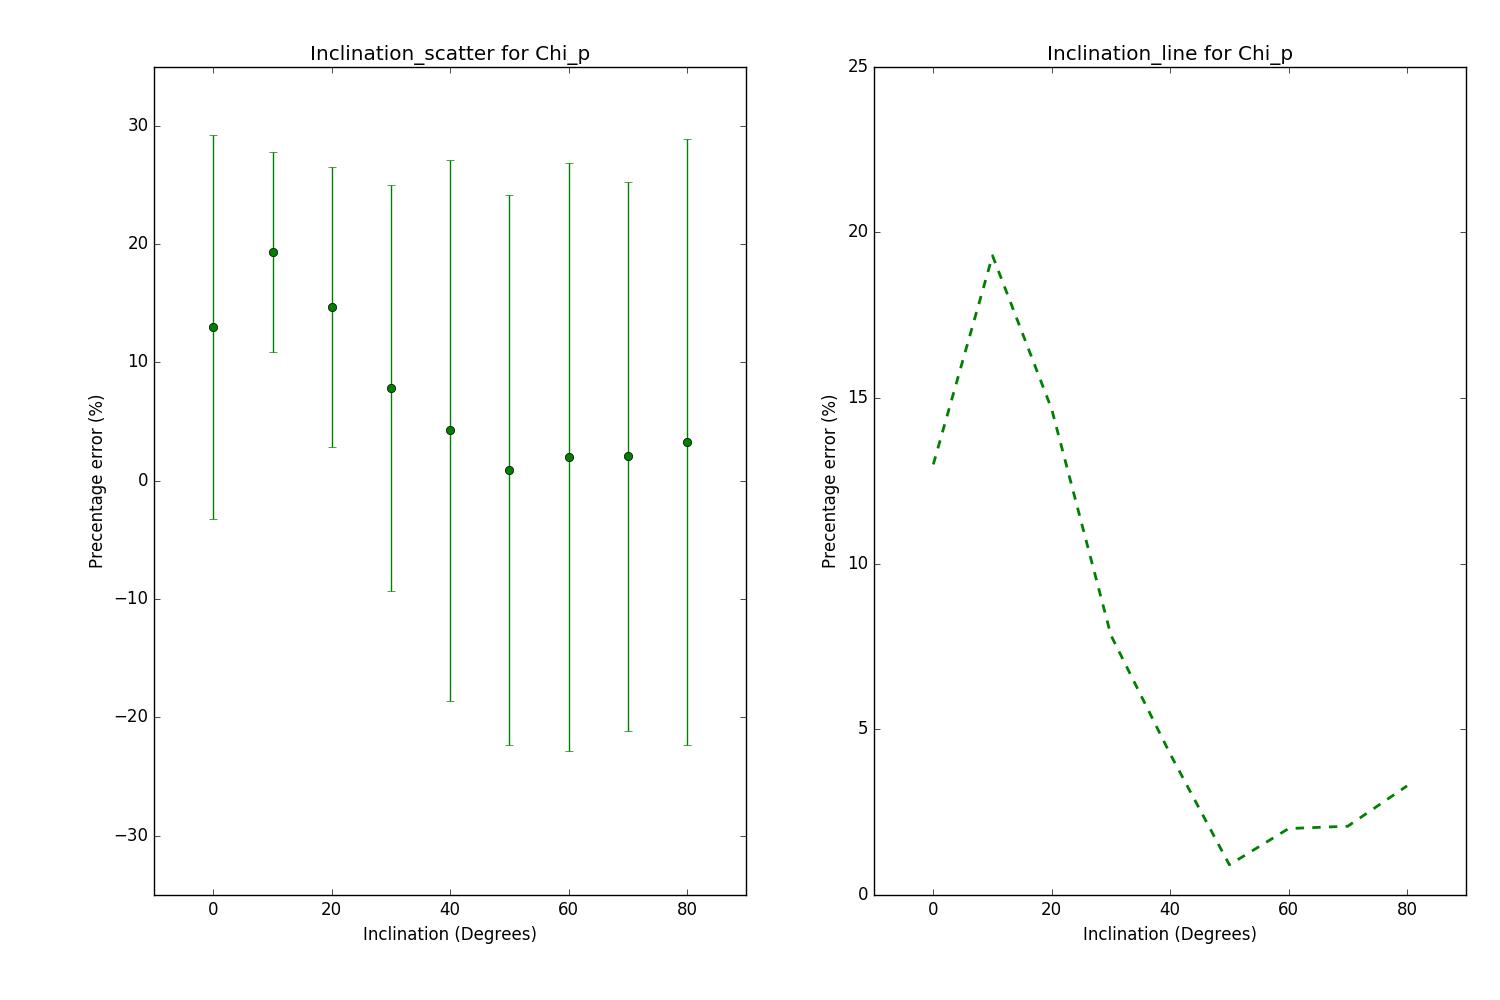 Inclination_scatter for Chi_p
30
20
10
0
−10
−20
−30
Precentage error (%)
0 20 40 60 80
Inclination (Degrees)
Inclination_line for Chi_p
25
20
15
10
5
0
Precentage error (%)
0 20 40 60 80
Inclination (Degrees)